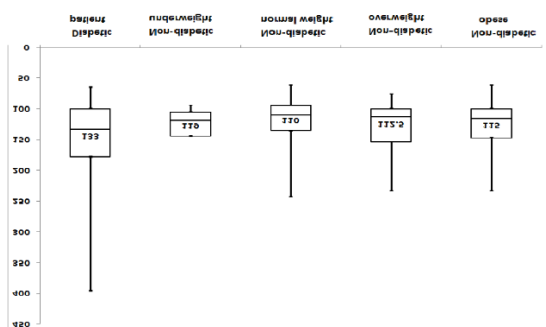 450
400
350
300
250
200
150
100
50
0
133
119
110
112.5
115
Diabetic
patient
Non-diabetic
underweight
Non-diabetic
normal weight
Non-diabetic
overweight
Non-diabetic
obese